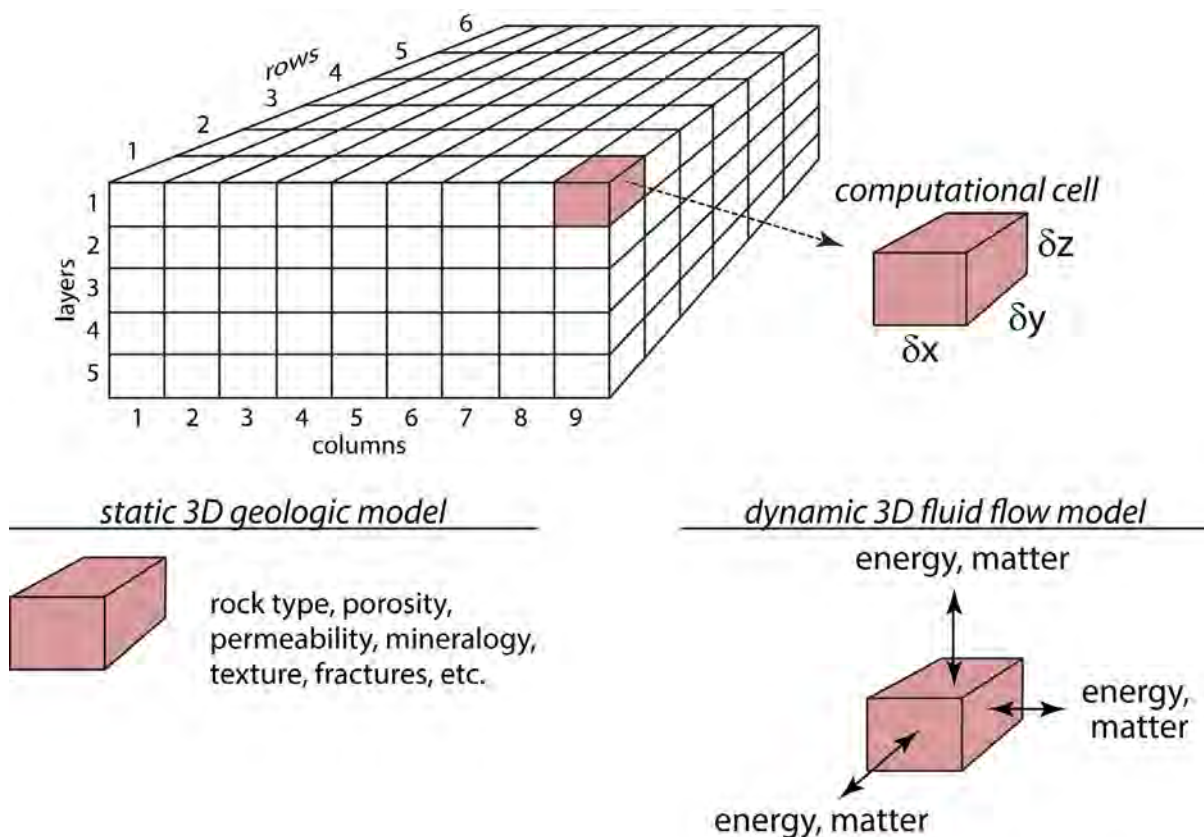 6
5
rows
4
3
2
1
1
2
layers
3
4
5
1 2 3 4 5 6 7 8 9
columns
computational cell
δz
δy
δx
static 3D geologic model
rock type, porosity,
permeability, mineralogy,
texture, fractures, etc.
dynamic 3D fluid flow model
energy, matter
energy,
matter
energy, matter